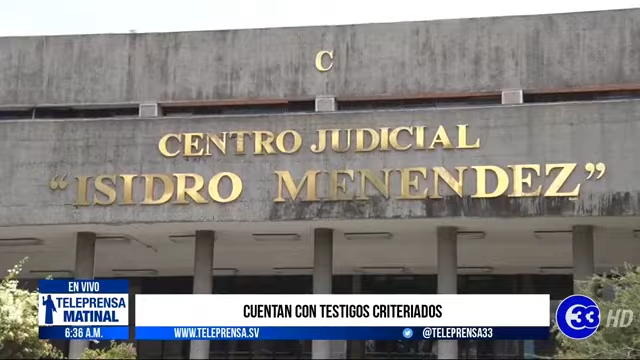 C
CENTRO JUDICIAL
"ISIDRO MENENDEZ"
EN VIVO
TELEPRENSA
MATINAL
6:36 A.M.
CUENTAN CON TESTIGOS CRITERIADOS
WWW.TELEPRENSA.SV
@TELEPRENSA33
33 HD